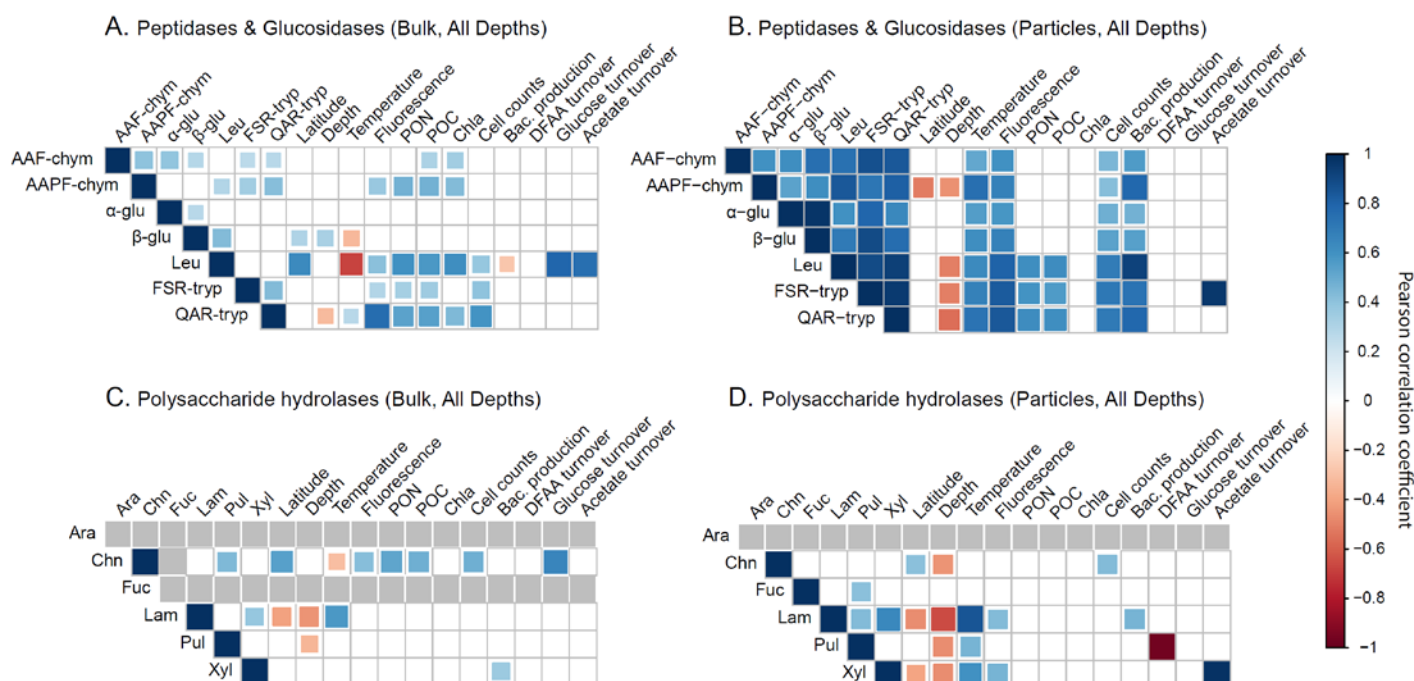 A. Peptidases & Glucosidases (Bulk, All Depths)
AAF-chym
AAPF-chym
α-glu
β-glu
Leu
FSR-tryp
QAR-tryp
Latitude
Depth
Temperature
Fluorescence
PON
POC
Chla
Cell counts
Bac. production
DFAA turnover
Glucose turnover
Acetate turnover
AAF-chym
AAPF-chym
α-glu
β-glu
Leu
FSR-tryp
QAR-tryp
B. Peptidases & Glucosidases (Particles, All Depths)
AAF-chym
AAPF-chym
α-glu
β-glu
Leu
FSR-tryp
QAR-tryp
Latitude
Depth
Temperature
Fluorescence
PON
POC
Chla
Cell counts
Bac. production
DFAA turnover
Glucose turnover
Acetate turnover
AAF−chym
AAPF−chym
α−glu
β−glu
Leu
FSR−tryp
QAR−tryp
C. Polysaccharide hydrolases (Bulk, All Depths)
Ara
Chn
Fuc
Lam
Pul
Xyl
Latitude
Depth
Temperature
Fluorescence
PON
POC
Chla
Cell counts
Bac. production
DFAA turnover
Glucose turnover
Acetate turnover
Ara
Chn
Fuc
Lam
Pul
Xyl
D. Polysaccharide hydrolases (Particles, All Depths)
Ara
Chn
Fuc
Lam
Pul
Xyl
Latitude
Depth
Temperature
Fluorescence
PON
POC
Chla
Cell counts
Bac. production
DFAA turnover
Glucose turnover
Acetate turnover
Ara
Chn
Fuc
Lam
Pul
Xyl
1
0.8
0.6
0.4
0.2
0
−0.2
−0.4
−0.6
−0.8
−1
Pearson correlation coefficient